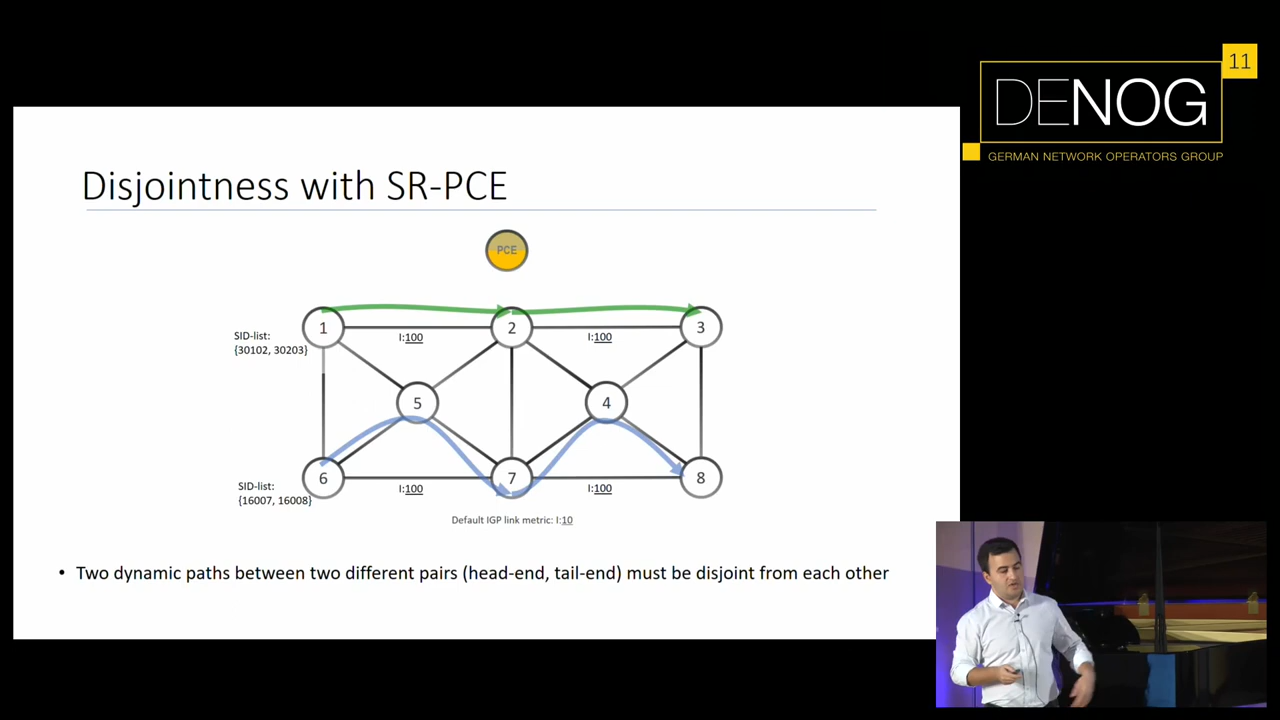 11
DENOG
GERMAN NETWORK OPERATORS GROUP
Disjointness with SR-PCE
PCE
1
2
3
SID-list:
{30102, 30203}
I:100
I:100
5
4
6
7
8
SID-list:
{16007, 16008}
I:100
I:100
Default IGP link metric: I:10
• Two dynamic paths between two different pairs (head-end, tail-end) must be disjoint from each other